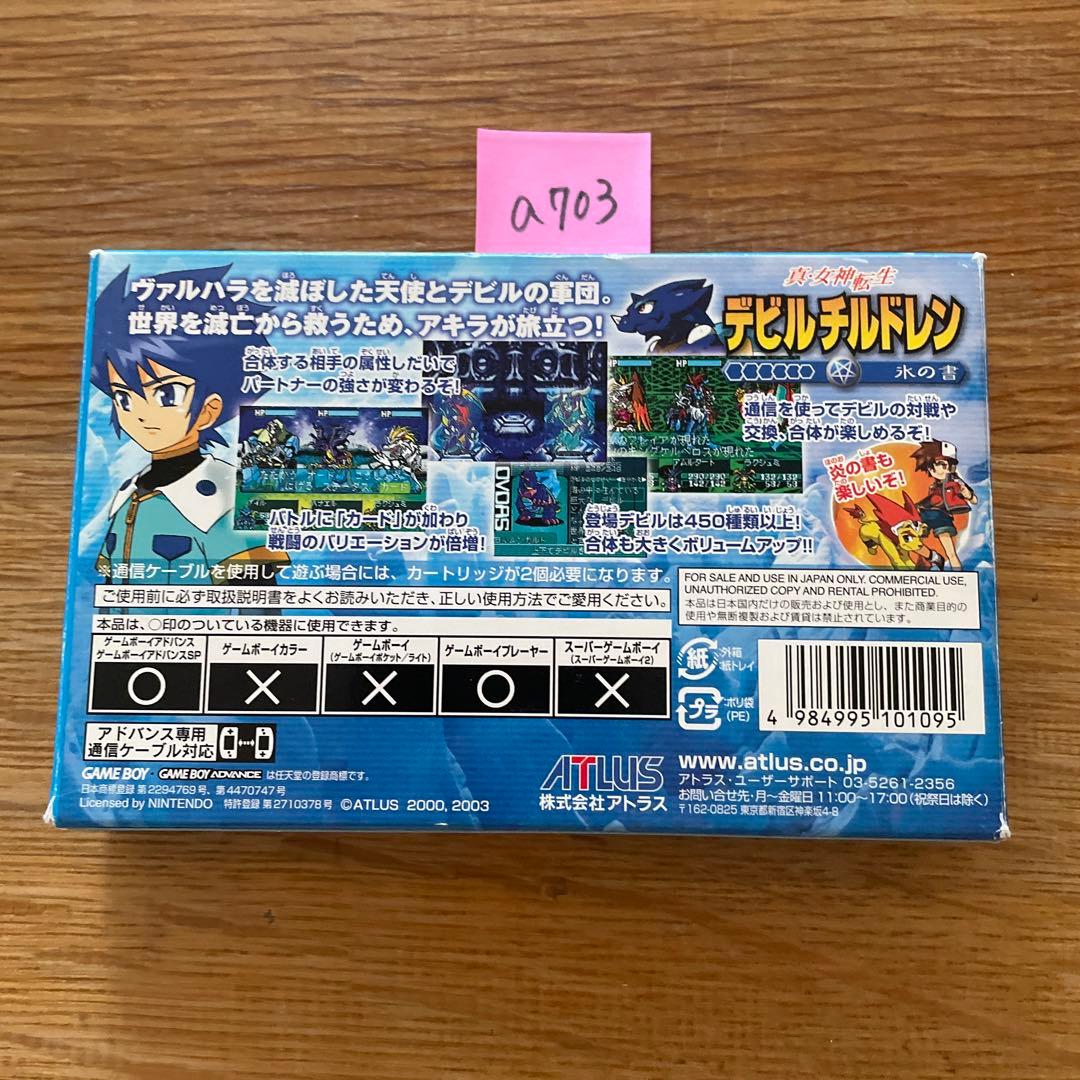 a703
ヴァルハラを滅ぼした天使とデビルの軍団。
世界を滅亡から救うため、アキラが旅立つ!
真・女神転生
デビルチルドレン
氷の書
合体する相手の属性しだいで
パートナーの強さが変わるぞ!
通信を使ってデビルの対戦や
交換、合体が楽しめるぞ!
炎の書も
楽しいぞ!
HP HP HP
カード
DVDRS
バトルに「カード」が加わり
戦闘のバリエーションが倍増!
登場デビルは450種類以上!
合体も大きくボリュームアップ!!
※通信ケーブルを使用して遊ぶ場合には、カートリッジが2個必要になります。
ご使用前に必ず取扱説明書をよくお読みいただき、正しい使用方法でご愛用ください。
本品は、○印のついている機器に使用できます。
ゲームボーイアドバンス
ゲームボーイアドバンスSP
ゲームボーイカラー
ゲームボーイ
(ゲームボーイポケット/ライト)
ゲームボーイプレーヤー
スーパーゲームボーイ
(スーパーゲームボーイ2)
○ × × ○ ×
FOR SALE AND USE IN JAPAN ONLY. COMMERCIAL USE,
UNAUTHORIZED COPY AND RENTAL PROHIBITED.
本品は日本国内だけの販売および使用とし、また商業目的の
使用や無断複製および賃貸は禁止されています。
紙
外箱
紙トレイ
プラ
ポリ袋
(PE)
4 984995 101095
アドバンス専用
通信ケーブル対応
GAME BOY・GAME BOY ADVANCE は任天堂の登録商標です。
日本商標登録 第2294769号、第4470747号
Licensed by NINTENDO 特許登録 第2710378号 ©ATLUS 2000, 2003
ATLUS
株式会社アトラス
www.atlus.co.jp
アトラス・ユーザーサポート 03-5261-2356
お問い合せ先・月〜金曜日 11:00〜17:00(祝祭日は除く)
〒162-0825 東京都新宿区神楽坂4-8